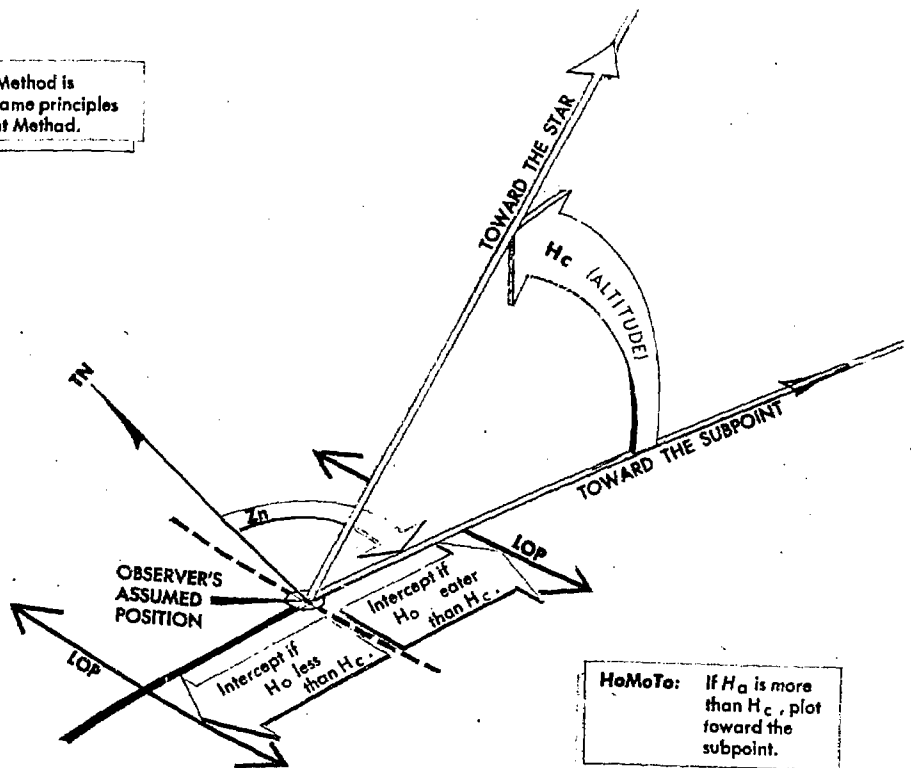 Method is
ame principles
t Method.
TOWARD THE STAR
Hc (ALTITUDE)
TN
TOWARD THE SUBPOINT
Zn
LOP
OBSERVER'S
ASSUMED
POSITION
Intercept if
Ho eater
than Hc.
Intercept if
Ho less
than Hc.
LOP
HoMoTo: If Ha is more
than Hc, plot
toward the
subpoint.